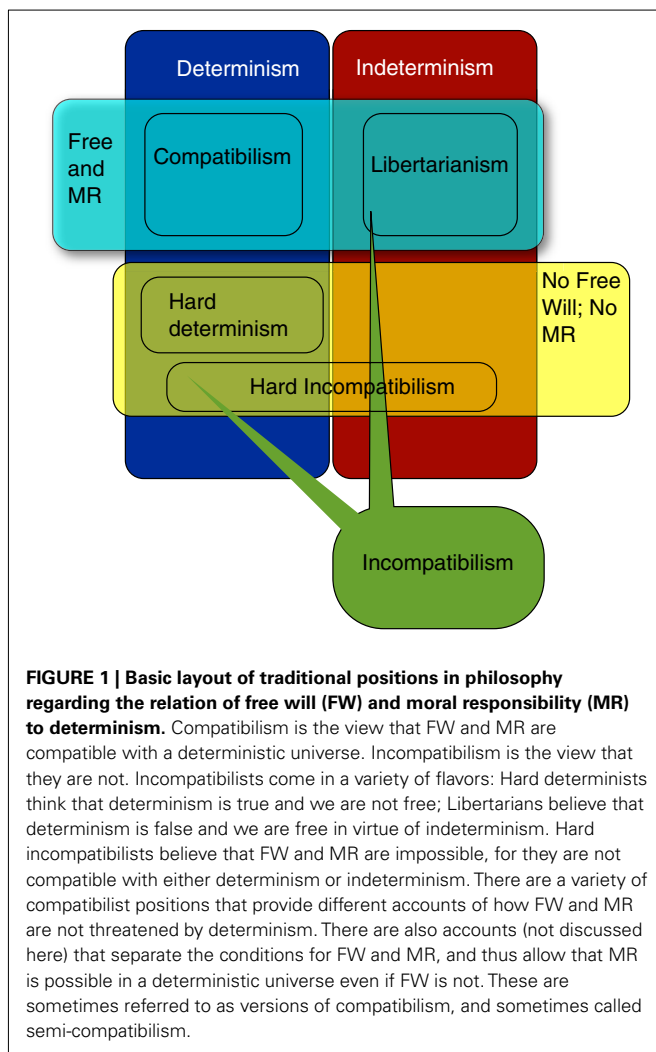 Determinism Indeterminism
Free
and
MR
Compatibilism
Libertarianism
Hard
determinism
No Free
Will; No
MR
Hard Incompatibilism
Incompatibilism
FIGURE 1 | Basic layout of traditional positions in philosophy
regarding the relation of free will (FW) and moral responsibility (MR)
to determinism. Compatibilism is the view that FW and MR are
compatible with a deterministic universe. Incompatibilism is the view that
they are not. Incompatibilists come in a variety of flavors: Hard determinists
think that determinism is true and we are not free; Libertarians believe that
determinism is false and we are free in virtue of indeterminism. Hard
incompatibilists believe that FW and MR are impossible, for they are not
compatible with either determinism or indeterminism. There are a variety of
compatibilist positions that provide different accounts of how FW and MR
are not threatened by determinism. There are also accounts (not discussed
here) that separate the conditions for FW and MR, and thus allow that MR
is possible in a deterministic universe even if FW is not. These are
sometimes referred to as versions of compatibilism, and sometimes called
semi-compatibilism.